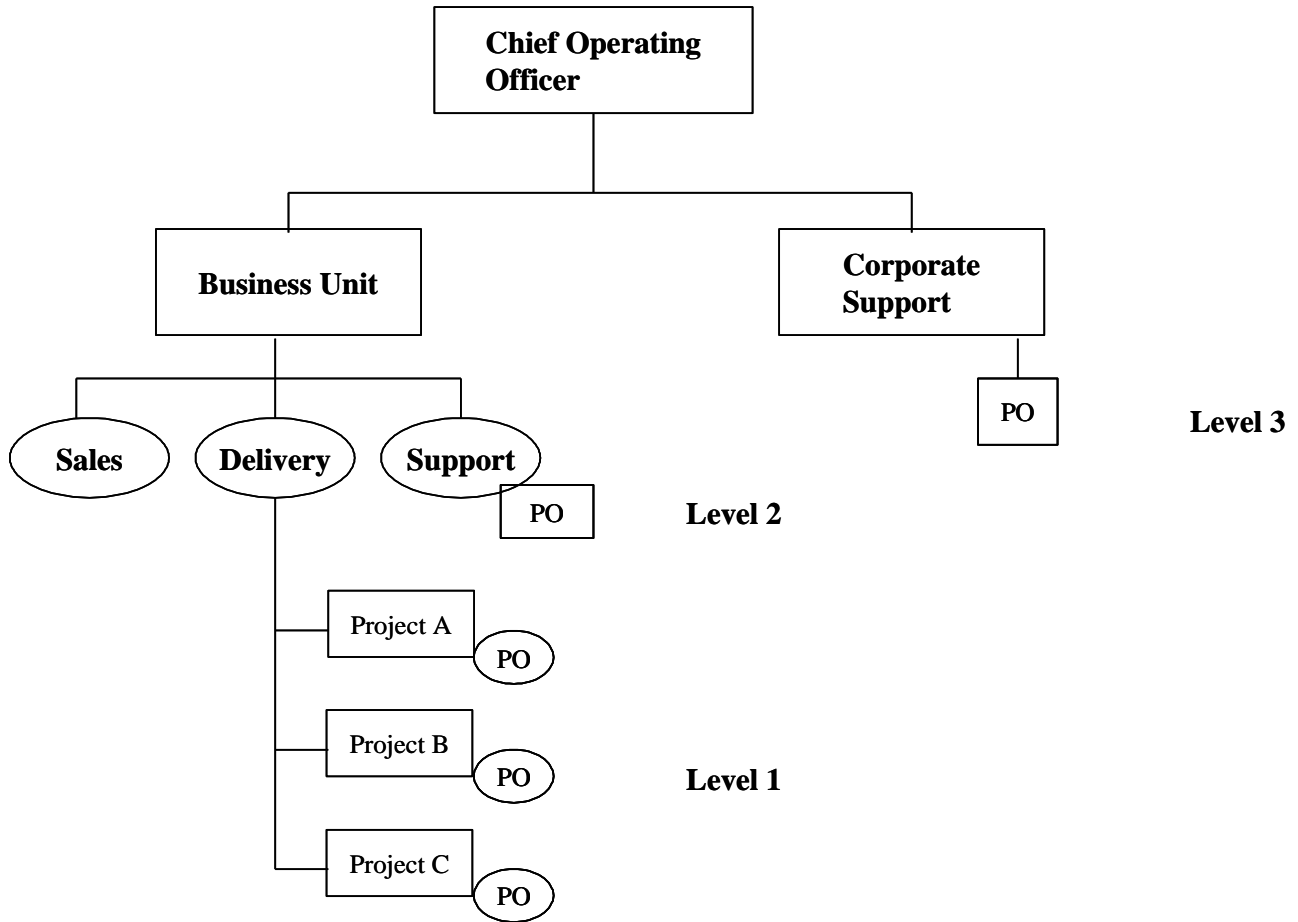 Chief Operating
Officer
Business Unit
Corporate
Support
Sales
Delivery
Support
PO
Level 3
PO
Level 2
Project A
PO
Project B
PO
Level 1
Project C
PO